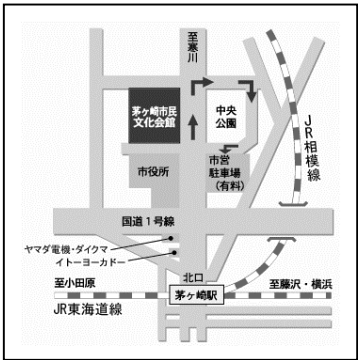 至寒川
茅ヶ崎市民
文化会館
中央
公園
JR相模線
市役所
市営
駐車場
(有料)
国道1号線
ヤマダ電機・ダイクマ
イトーヨーカドー
北口
至小田原
茅ヶ崎駅
至藤沢・横浜
JR東海道線